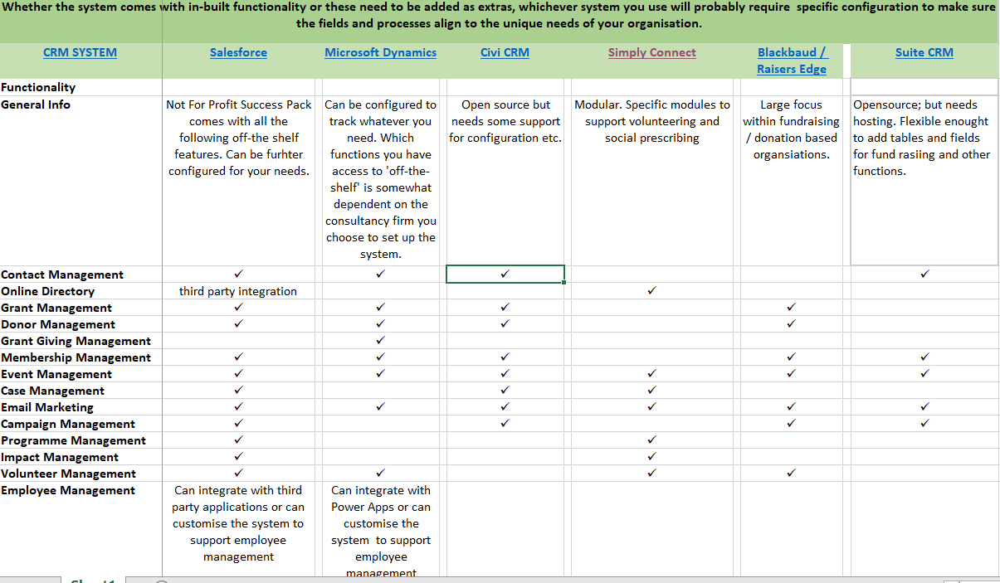 Whether the system comes with in-built functionality or these need to be added as extras, whichever system you use will probably require specific configuration to make sure
the fields and processes align to the unique needs of your organisation.
CRM SYSTEM Salesforce Microsoft Dynamics Civi CRM Simply Connect Blackbaud / Raisers Edge Suite CRM
Functionality
General Info
Not For Profit Success Pack
comes with all the
following off-the shelf
features. Can be furhter
configured for your needs.
Can be configured to
track whatever you
need. Which
functions you have
access to 'off-the-
shelf' is somewhat
dependent on the
consultancy firm you
choose to set up the
system.
Open source but
needs some support
for configuration etc.
Modular. Specific modules to
support volunteering and
social prescribing
Large focus
within fundraising
/ donation based
organsiations.
Opensource; but needs
hosting. Flexible enought
to add tables and fields
for fund rasiing and other
functions.
Contact Management ✓ ✓ ✓ ✓
Online Directory third party integration ✓
Grant Management ✓ ✓ ✓ ✓
Donor Management ✓ ✓ ✓ ✓
Grant Giving Management ✓
Membership Management ✓ ✓ ✓ ✓ ✓
Event Management ✓ ✓ ✓ ✓ ✓ ✓
Case Management ✓ ✓ ✓
Email Marketing ✓ ✓ ✓ ✓ ✓ ✓
Campaign Management ✓ ✓ ✓ ✓
Programme Management ✓ ✓
Impact Management ✓ ✓
Volunteer Management ✓ ✓ ✓ ✓
Employee Management
Can integrate with third
party applications or can
customise the system to
support employee
management
Can integrate with
Power Apps or can
customise the
system to support
employee
management